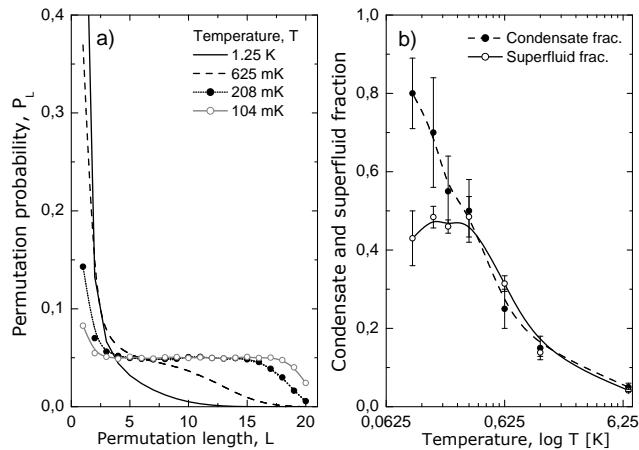 a)
Temperature, T
1.25 K
625 mK
208 mK
104 mK
Permutation probability, P_L
0,4
0,3
0,2
0,1
0,0
0 5 10 15 20
Permutation length, L
b)
Condensate frac.
Superfluid frac.
Condensate and superfluid fraction
1,0
0,8
0,6
0,4
0,2
0,0
0,0625 0,625 6,25
Temperature, log T [K]